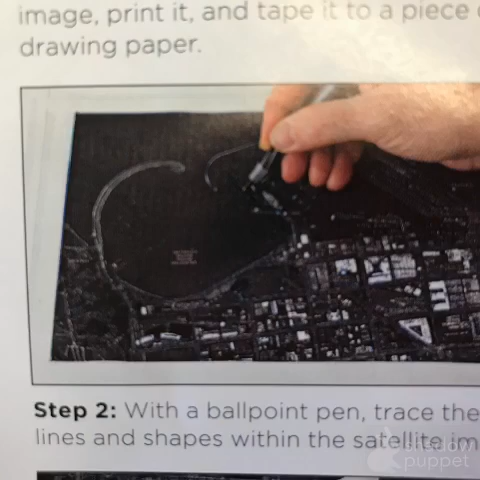 image, print it, and tape it to a piece
drawing paper.
Step 2: With a ballpoint pen, trace the
lines and shapes within the satellite im
puppet